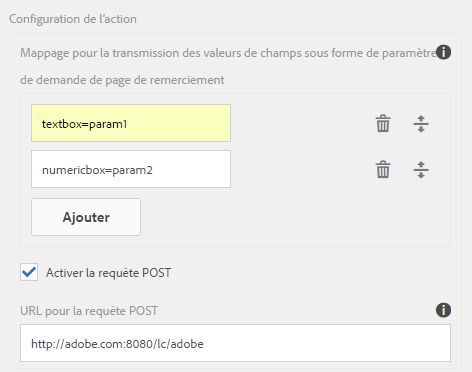 Configuration de l'action
Mappage pour la transmission des valeurs de champs sous forme de paramètre
de demande de page de remerciement
textbox=param1
numericbox=param2
Ajouter
Activer la requête POST
URL pour la requête POST
http://adobe.com:8080/lc/adobe